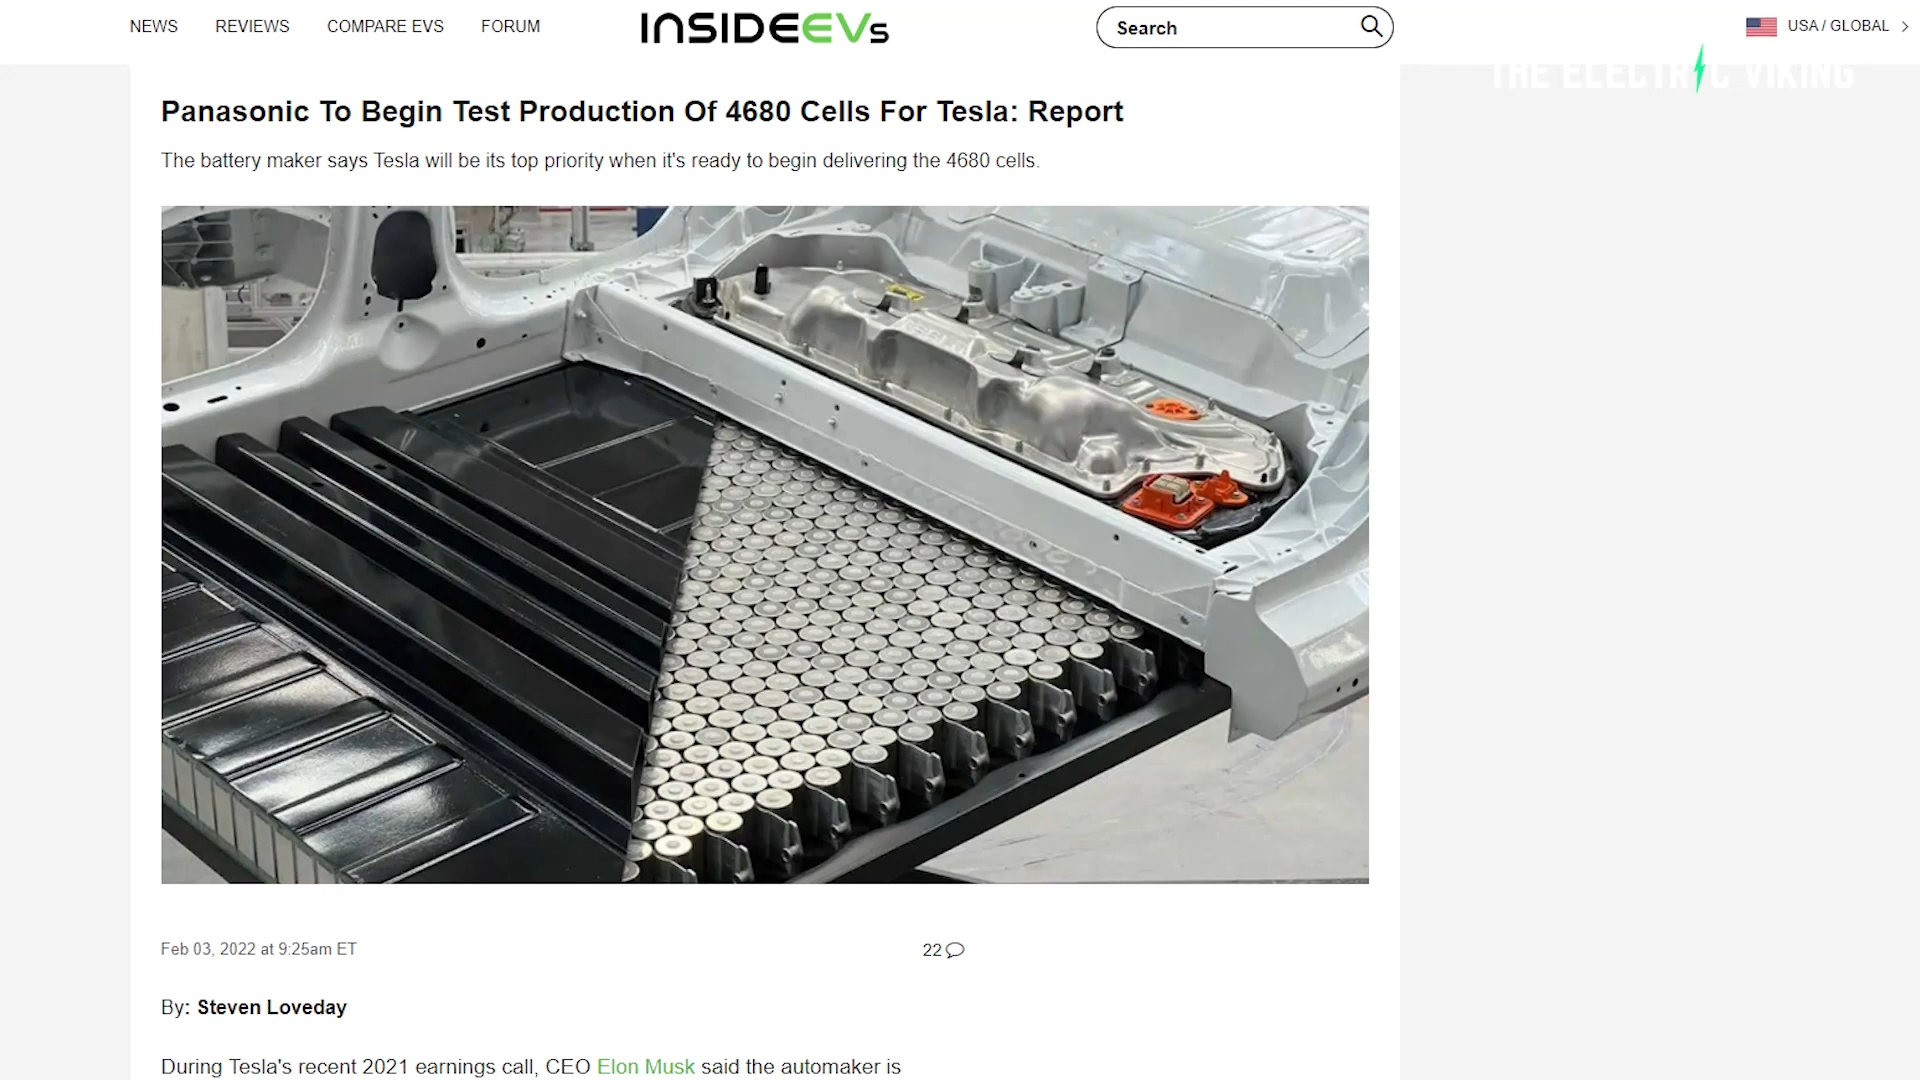 NEWS REVIEWS COMPARE EVS FORUM INSIDEEVs Search USA / GLOBAL
THE ELECTRIC VIKING
Panasonic To Begin Test Production Of 4680 Cells For Tesla: Report
The battery maker says Tesla will be its top priority when it's ready to begin delivering the 4680 cells.
Feb 03, 2022 at 9:25am ET 22
By: Steven Loveday
During Tesla's recent 2021 earnings call, CEO Elon Musk said the automaker is